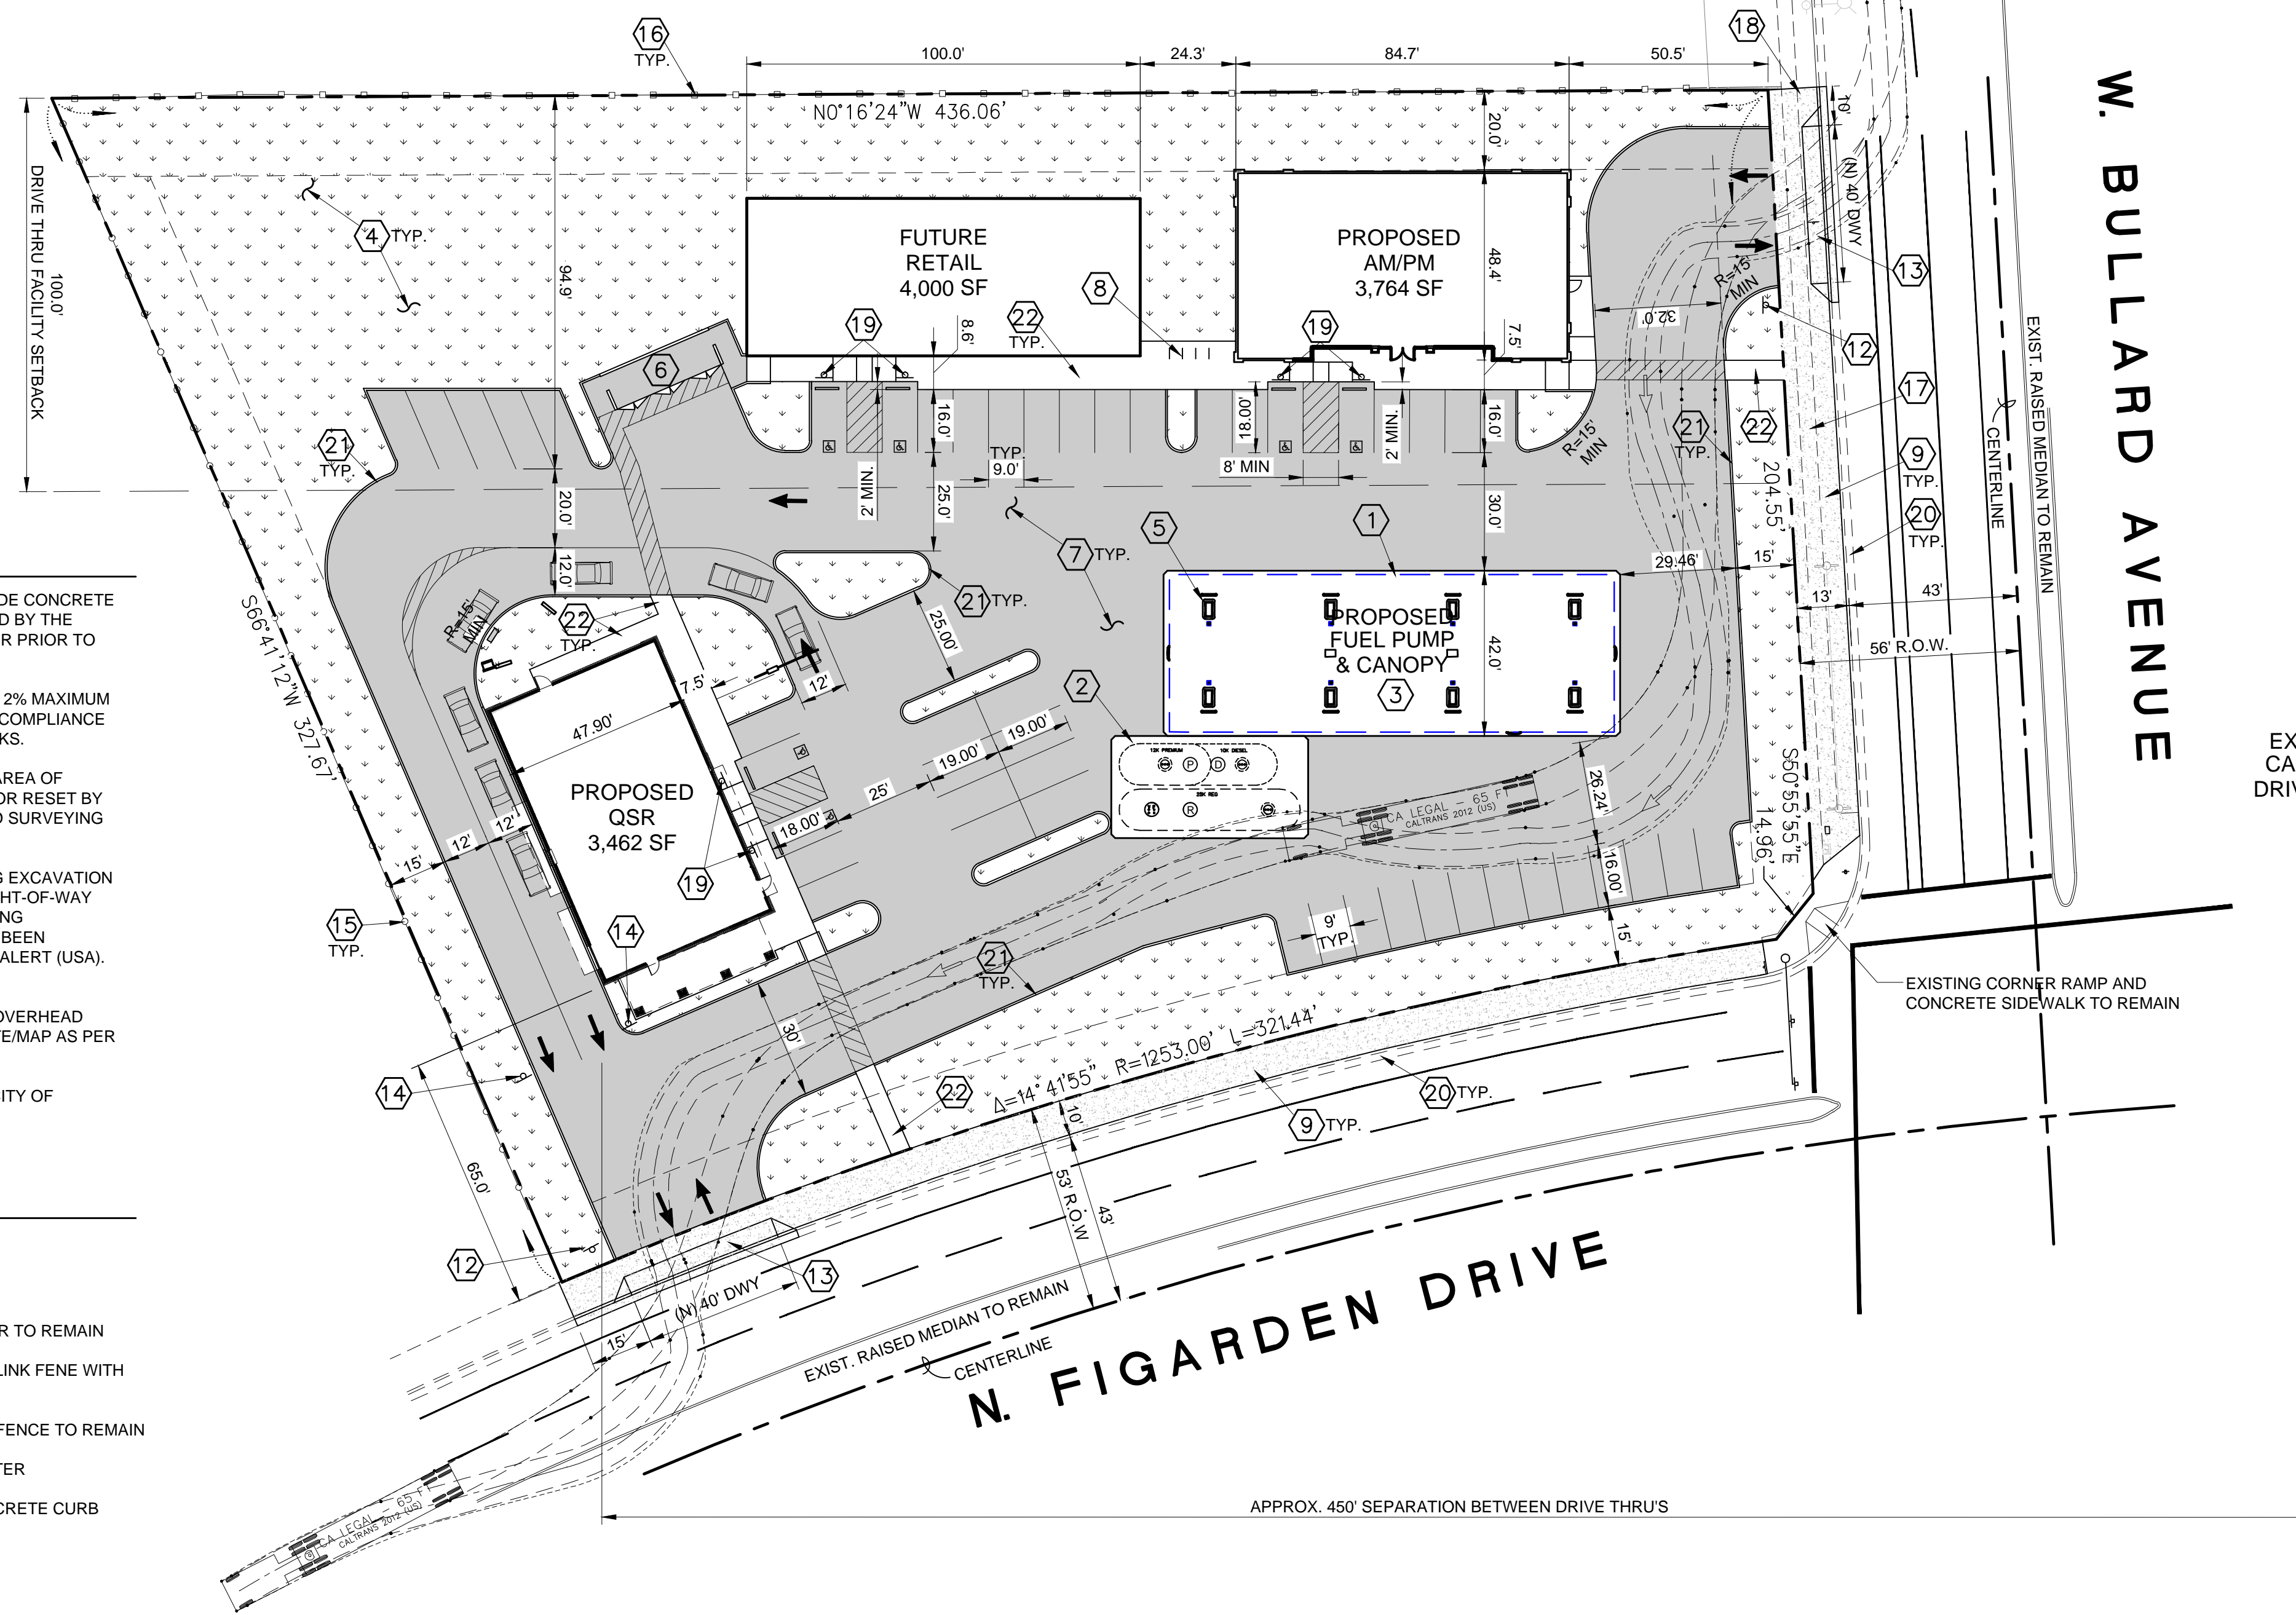 16
TYP.
100.0'
24.3'
84.7'
50.5'
18
N0°16'24"W 436.06'
20.0'
10'
(N) 40' DWY
W. BULLARD AVENUE
DRIVE THRU FACILITY SETBACK
100.0'
4
TYP.
94.9'
FUTURE
RETAIL
4,000 SF
8
PROPOSED
AM/PM
3,764 SF
48.4'
R=15'
MIN
13
32.0'
12
19
22
TYP.
8.6'
19
7.5'
6
17
EXIST. RAISED MEDIAN TO REMAIN
CENTERLINE
21
TYP.
16.0'
18.00'
2' MIN.
16.0'
R=15'
MIN
21
TYP.
22
9
TYP.
204.55'
TYP.
9.0'
8' MIN
2' MIN.
25.0'
20.0'
30.0'
20
TYP.
5
1
7
TYP.
12.0'
29.46'
15'
13'
43'
56' R.O.W.
DE CONCRETE
D BY THE
R PRIOR TO
S66°41'12"W 327.67'
R=15'
MIN
22
TYP.
21
TYP.
25.00'
PROPOSED
FUEL PUMP
& CANOPY
3
42.0'
2% MAXIMUM
COMPLIANCE
KS.
7.5'
12'
2
47.90'
19.00'
19.00'
12K PREMIUM
10K DIESEL
P
D
R
AREA OF
OR RESET BY
D SURVEYING
PROPOSED
QSR
3,462 SF
25'
18.00'
CA LEGAL - 65 FT
CALTRANS 2012 (US)
26.24'
16.00'
S50°55'55"E
14.96'
EX
CA
DRIV
12'
12'
15'
19
G EXCAVATION
HT-OF-WAY
NG
BEEN
ALERT (USA).
15
TYP.
14
9'
TYP.
15'
21
TYP.
EXISTING CORNER RAMP AND
CONCRETE SIDEWALK TO REMAIN
OVERHEAD
TE/MAP AS PER
30'
CITY OF
14
22
Δ=14°41'55" R=1253.00' L=321.44'
10'
20
TYP.
9
TYP.
65.0'
53' R.O.W
43'
12
13
(N) 40' DWY
15'
EXIST. RAISED MEDIAN TO REMAIN
CENTERLINE
N. FIGARDEN DRIVE
R TO REMAIN
LINK FENE WITH
FENCE TO REMAIN
TER
CRETE CURB
APPROX. 450' SEPARATION BETWEEN DRIVE THRU'S
CA LEGAL - 65 FT
CALTRANS 2012 (US)